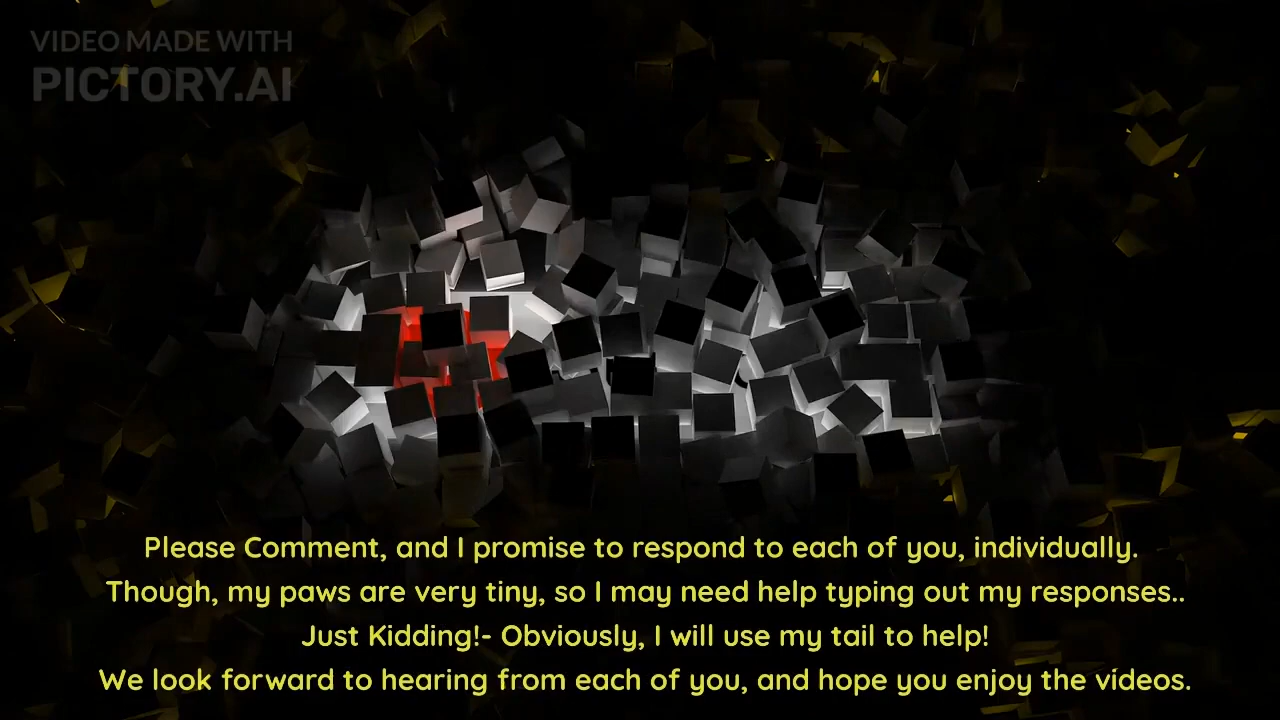 VIDEO MADE WITH
PICTORY.AI
Please Comment, and I promise to respond to each of you, individually.
Though, my paws are very tiny, so I may need help typing out my responses..
Just Kidding!- Obviously, I will use my tail to help!
We look forward to hearing from each of you, and hope you enjoy the videos.